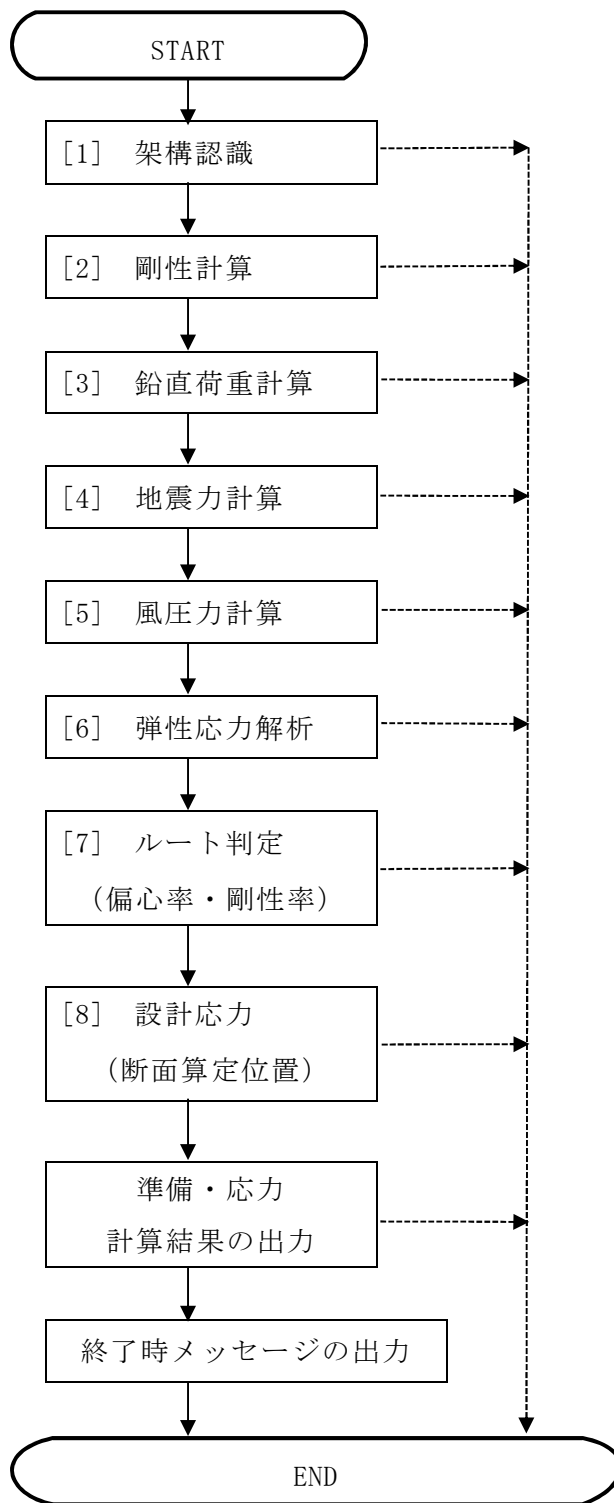 START
[1] 架構認識
[2] 剛性計算
[3] 鉛直荷重計算
[4] 地震力計算
[5] 風圧力計算
[6] 弾性応力解析
[7] ルート判定
(偏心率・剛性率)
[8] 設計応力
(断面算定位置)
準備・応力
計算結果の出力
終了時メッセージの出力
END